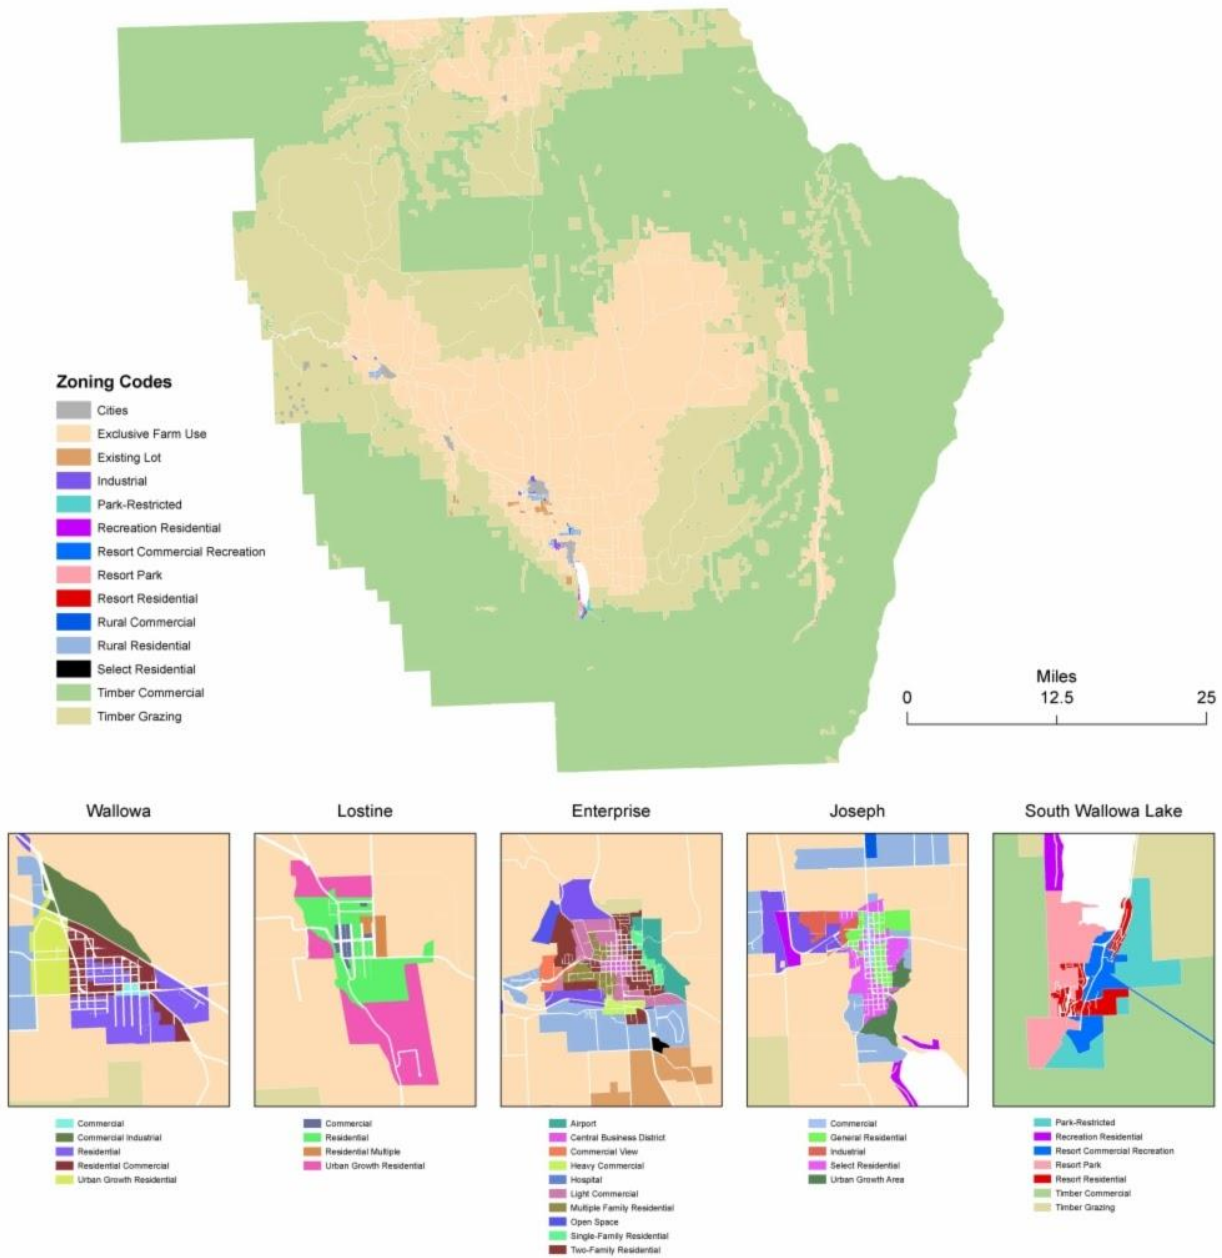 Zoning Codes
Cities
Exclusive Farm Use
Existing Lot
Industrial
Park-Restricted
Recreation Residential
Resort Commercial Recreation
Resort Park
Resort Residential
Rural Commercial
Rural Residential
Select Residential
Timber Commercial
Timber Grazing
Miles
0 12.5 25
Wallowa
Commercial
Commercial Industrial
Residential
Residential Commercial
Urban Growth Residential
Lostine
Commercial
Residential
Residential Multiple
Urban Growth Residential
Enterprise
Airport
Central Business District
Commercial View
Heavy Commercial
Hospital
Light Commercial
Multiple Family Residential
Open Space
Single-Family Residential
Two-Family Residential
Joseph
Commercial
General Residential
Industrial
Select Residential
Urban Growth Area
South Wallowa Lake
Park-Restricted
Recreation Residential
Resort Commercial Recreation
Resort Park
Resort Residential
Timber Commercial
Timber Grazing